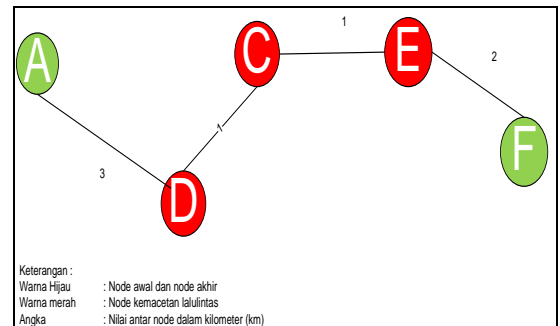 A
C
1
E
2
1
F
3
D
Keterangan :
Warna Hijau : Node awal dan node akhir
Warna merah : Node kemacetan lalulintas
Angka : Nilai antar node dalam kilometer (km)